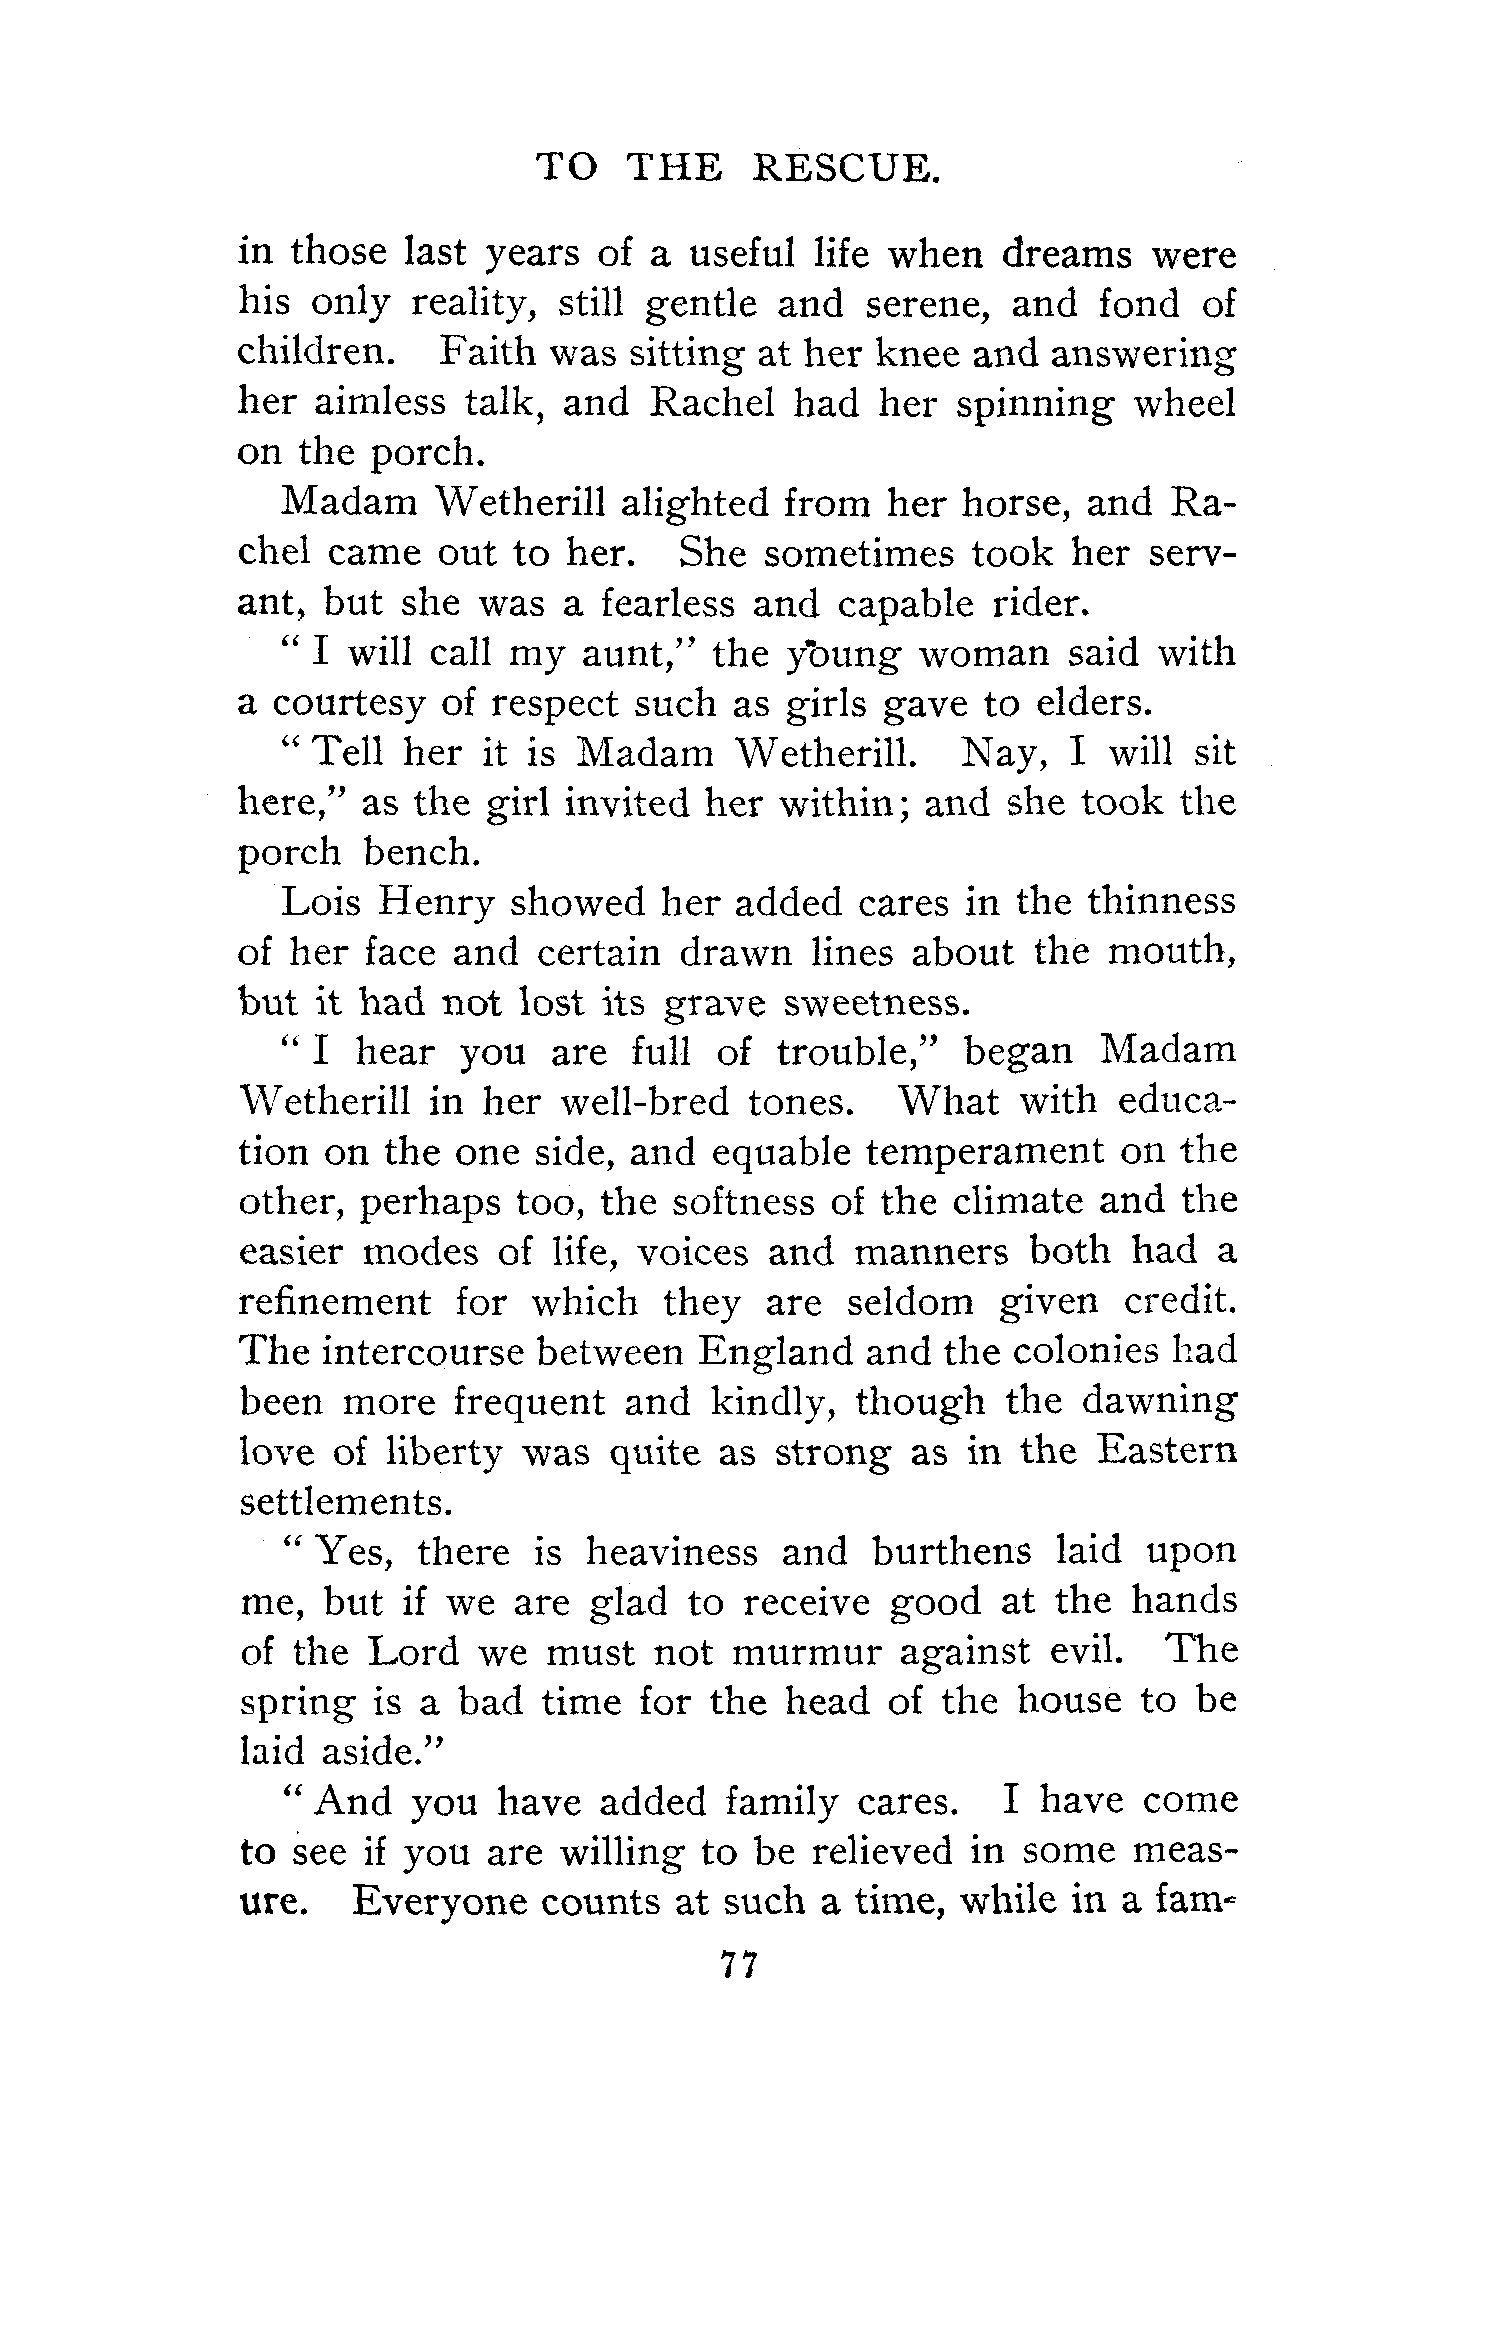 TO THE RESCUE.
in those last years of a useful life when dreams were
his only reality, still gentle and serene, and fond of
children. Faith was sitting at her knee and answering
her aimless talk, and Rachel had her spinning wheel
on the porch.
Madam Wetherill alighted from her horse, and Ra-
chel came out to her. She sometimes took her serv-
ant, but she was a fearless and capable rider.
" I will call my aunt," the young woman said with
a courtesy of respect such as girls gave to elders.
" Tell her it is Madam Wetherill. Nay, I will sit
here," as the girl invited her within; and she took the
porch bench.
Lois Henry showed her added cares in the thinness
of her face and certain drawn lines about the mouth,
but it had not lost its grave sweetness.
" I hear you are full of trouble," began Madam
Wetherill in her well-bred tones. What with educa-
tion on the one side, and equable temperament on the
other, perhaps too, the softness of the climate and the
easier modes of life, voices and manners both had a
refinement for which they are seldom given credit.
The intercourse between England and the colonies had
been more frequent and kindly, though the dawning
love of liberty was quite as strong as in the Eastern
settlements.
" Yes, there is heaviness and burthens laid upon
me, but if we are glad to receive good at the hands
of the Lord we must not murmur against evil. The
spring is a bad time for the head of the house to be
laid aside."
" And you have added family cares. I have come
to see if you are willing to be relieved in some meas-
ure. Everyone counts at such a time, while in a fam-
77